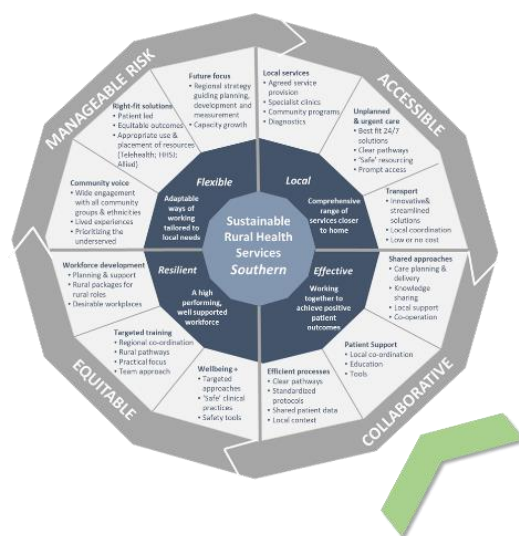 MANAGEABLE RISK
ACCESSIBLE
COLLABORATIVE
EQUITABLE
Sustainable
Rural Health
Services
Southern
Flexible
Adaptable
ways of
working
tailored to
local needs
Local
Comprehensive
range of
services closer
to home
Effective
Working
together to
achieve positive
patient
outcomes
Resilient
A high
performing,
well supported
workforce
Future focus
• Regional strategy
guiding planning,
development and
measurement
• Capacity growth
Local services
• Agreed service
provision
• Specialist clinics
• Community programs
• Diagnostics
Unplanned
& urgent care
• Best fit 24/7
solutions
• Clear pathways
• 'Safe' resourcing
• Prompt access
Transport
• Innovative&
streamlined
solutions
• Local coordination
• Low or no cost
Shared approaches
• Care planning &
delivery
• Knowledge
sharing
• Local support
• Co-operation
Patient Support
• Local co-ordination
• Education
• Tools
Efficient processes
• Clear pathways
• Standardized
protocols
• Shared patient data
• Local context
Wellbeing +
• Targeted
approaches
• 'Safe' clinical
practices
• Safety tools
Targeted training
• Regional co-ordination
• Rural pathways
• Practical focus
• Team approach
Workforce development
• Planning & support
• Rural packages for
rural roles
• Desirable workplaces
Community voice
• Wide engagement
with all community
groups & ethnicities
• Lived experiences
• Prioritizing the
underserved
Right-fit solutions
• Patient led
• Equitable outcomes
• Appropriate use &
placement of resources
(Telehealth; HHSI;
Allied)